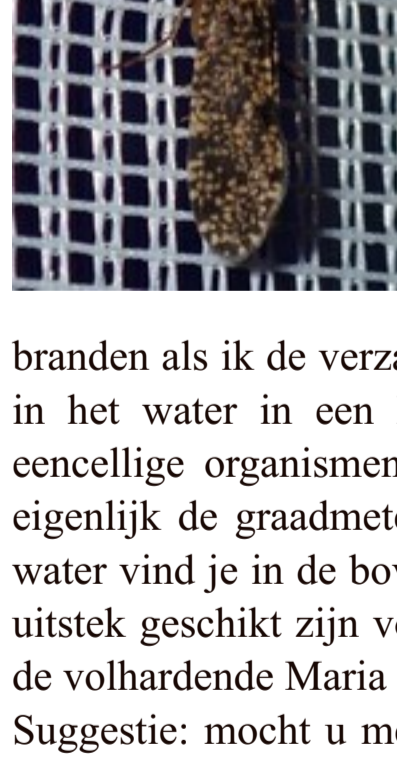 branden als ik de
in het water in een
eencellige organismen
eigenlijk de
water vind je in de
uitstek geschikt zijn
de volhardende Maria
Suggestie: mocht u